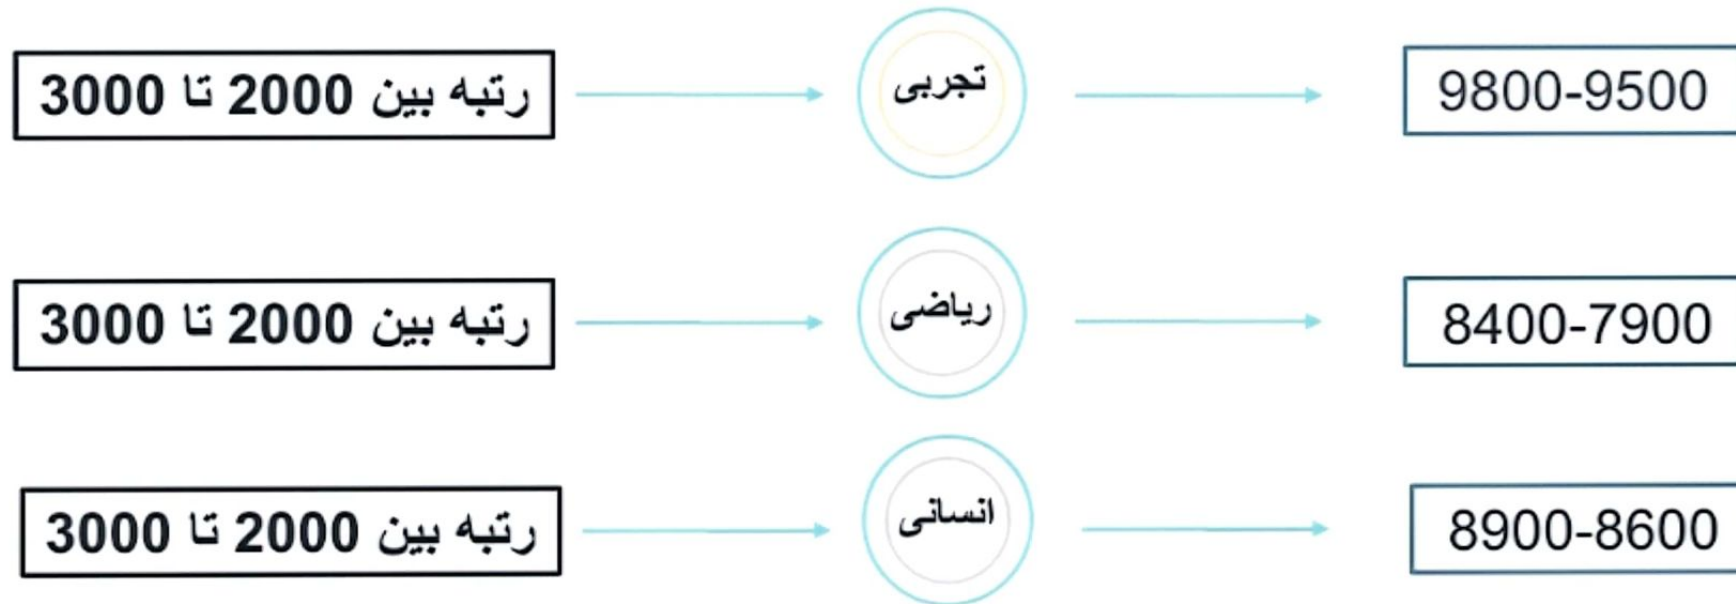 رتبه بین 2000 تا 3000
تجربی
9800-9500
رتبه بین 2000 تا 3000
ریاضی
8400-7900
رتبه بین 2000 تا 3000
انسانی
8900-8600